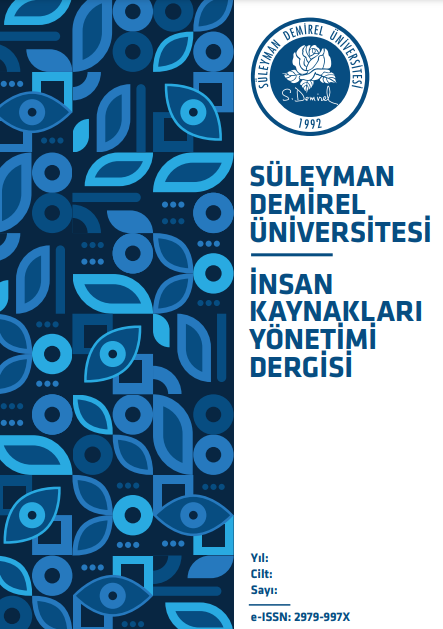 SÜLEYMAN DEMİREL ÜNİVERSİTESİ
S. Demirel
1992
SÜLEYMAN
DEMİREL
ÜNİVERSİTESİ
İNSAN
KAYNAKLARI
YÖNETİMİ
DERGİSİ
Yıl:
Cilt:
Sayı:
e-ISSN: 2979-997X